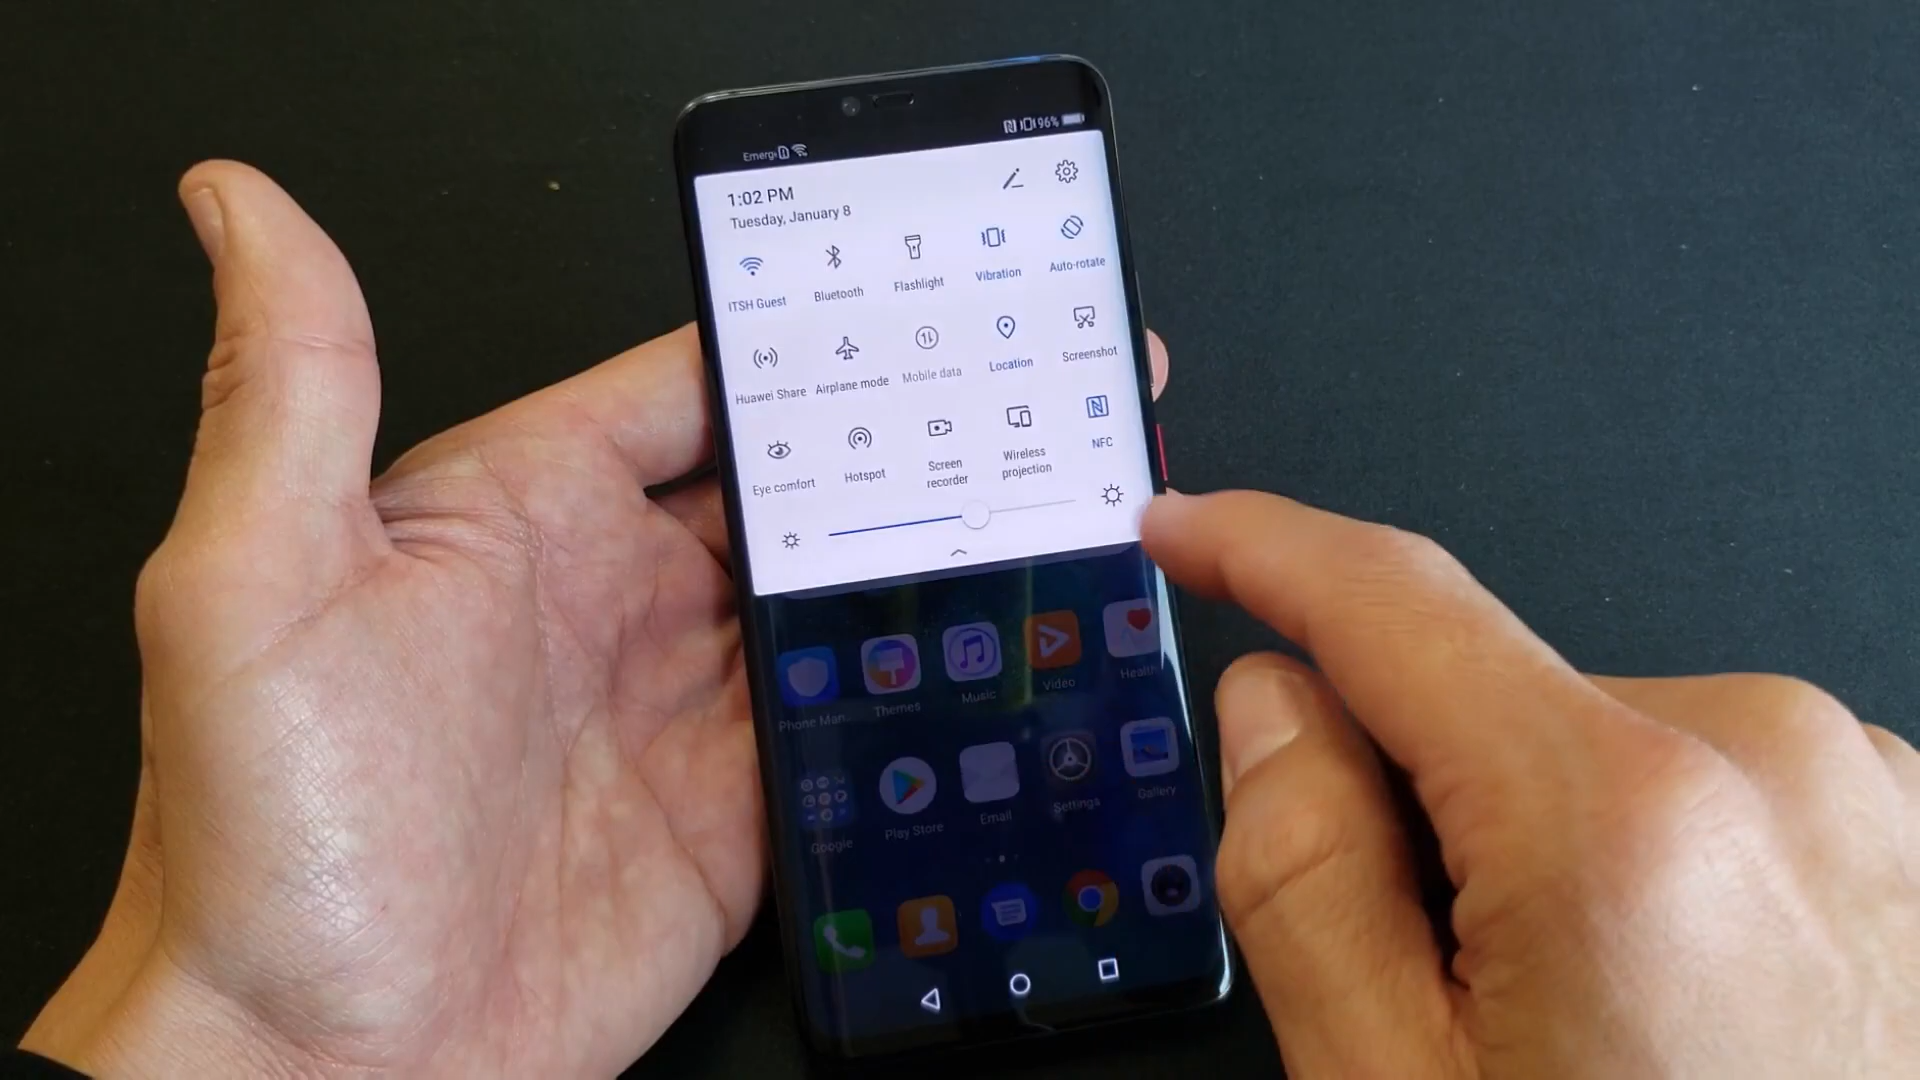 Emerg
96%
1:02 PM
Tuesday, January 8
ITSH Guest
Bluetooth
Flashlight
Vibration
Auto-rotate
Huawei Share
Airplane mode
Mobile data
Location
Screenshot
Eye comfort
Hotspot
Screen
recorder
Wireless
projection
NFC
Phone Man
Themes
Music
Video
Health
Google
Play Store
Email
Settings
Gallery